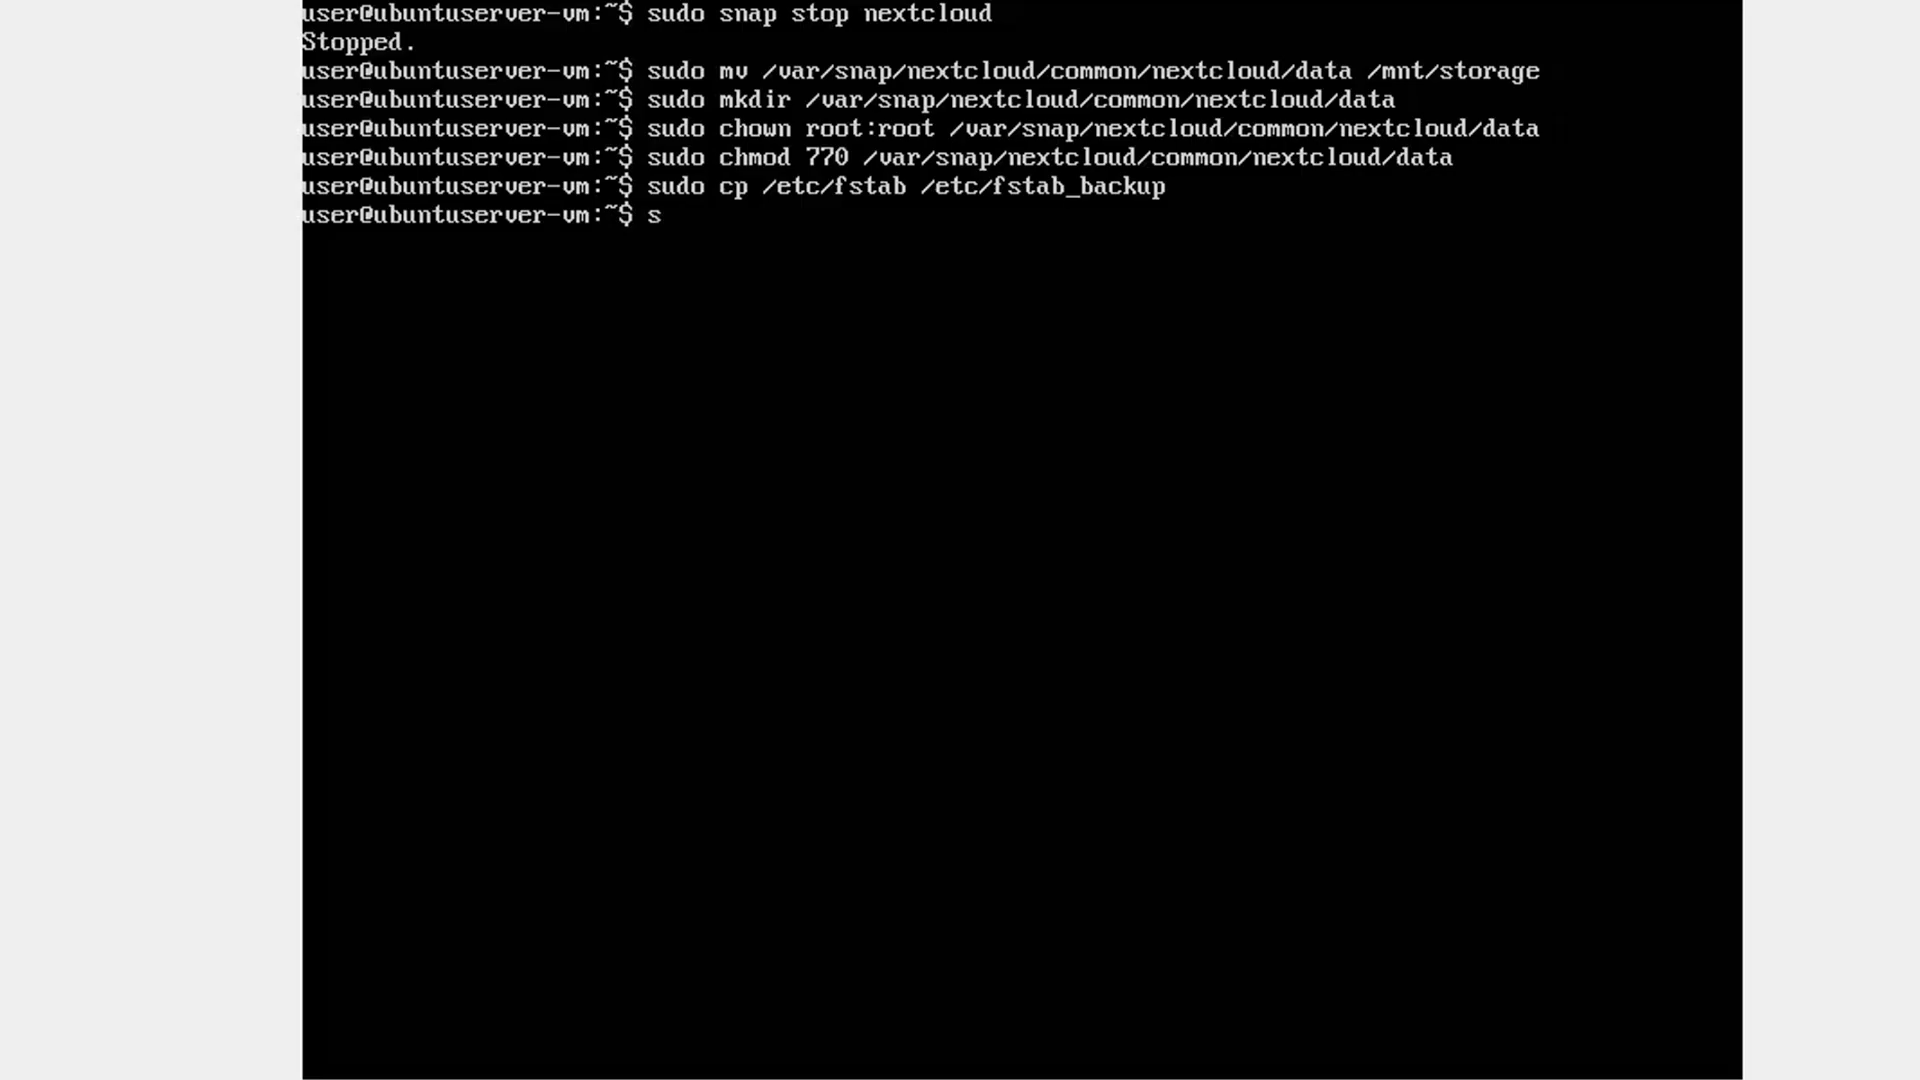 user@ubuntuserver-vm:~$ sudo snap stop nextcloud
Stopped.
user@ubuntuserver-vm:~$ sudo mv /var/snap/nextcloud/common/nextcloud/data /mnt/storage
user@ubuntuserver-vm:~$ sudo mkdir /var/snap/nextcloud/common/nextcloud/data
user@ubuntuserver-vm:~$ sudo chown root:root /var/snap/nextcloud/common/nextcloud/data
user@ubuntuserver-vm:~$ sudo chmod 770 /var/snap/nextcloud/common/nextcloud/data
user@ubuntuserver-vm:~$ sudo cp /etc/fstab /etc/fstab_backup
user@ubuntuserver-vm:~$ s